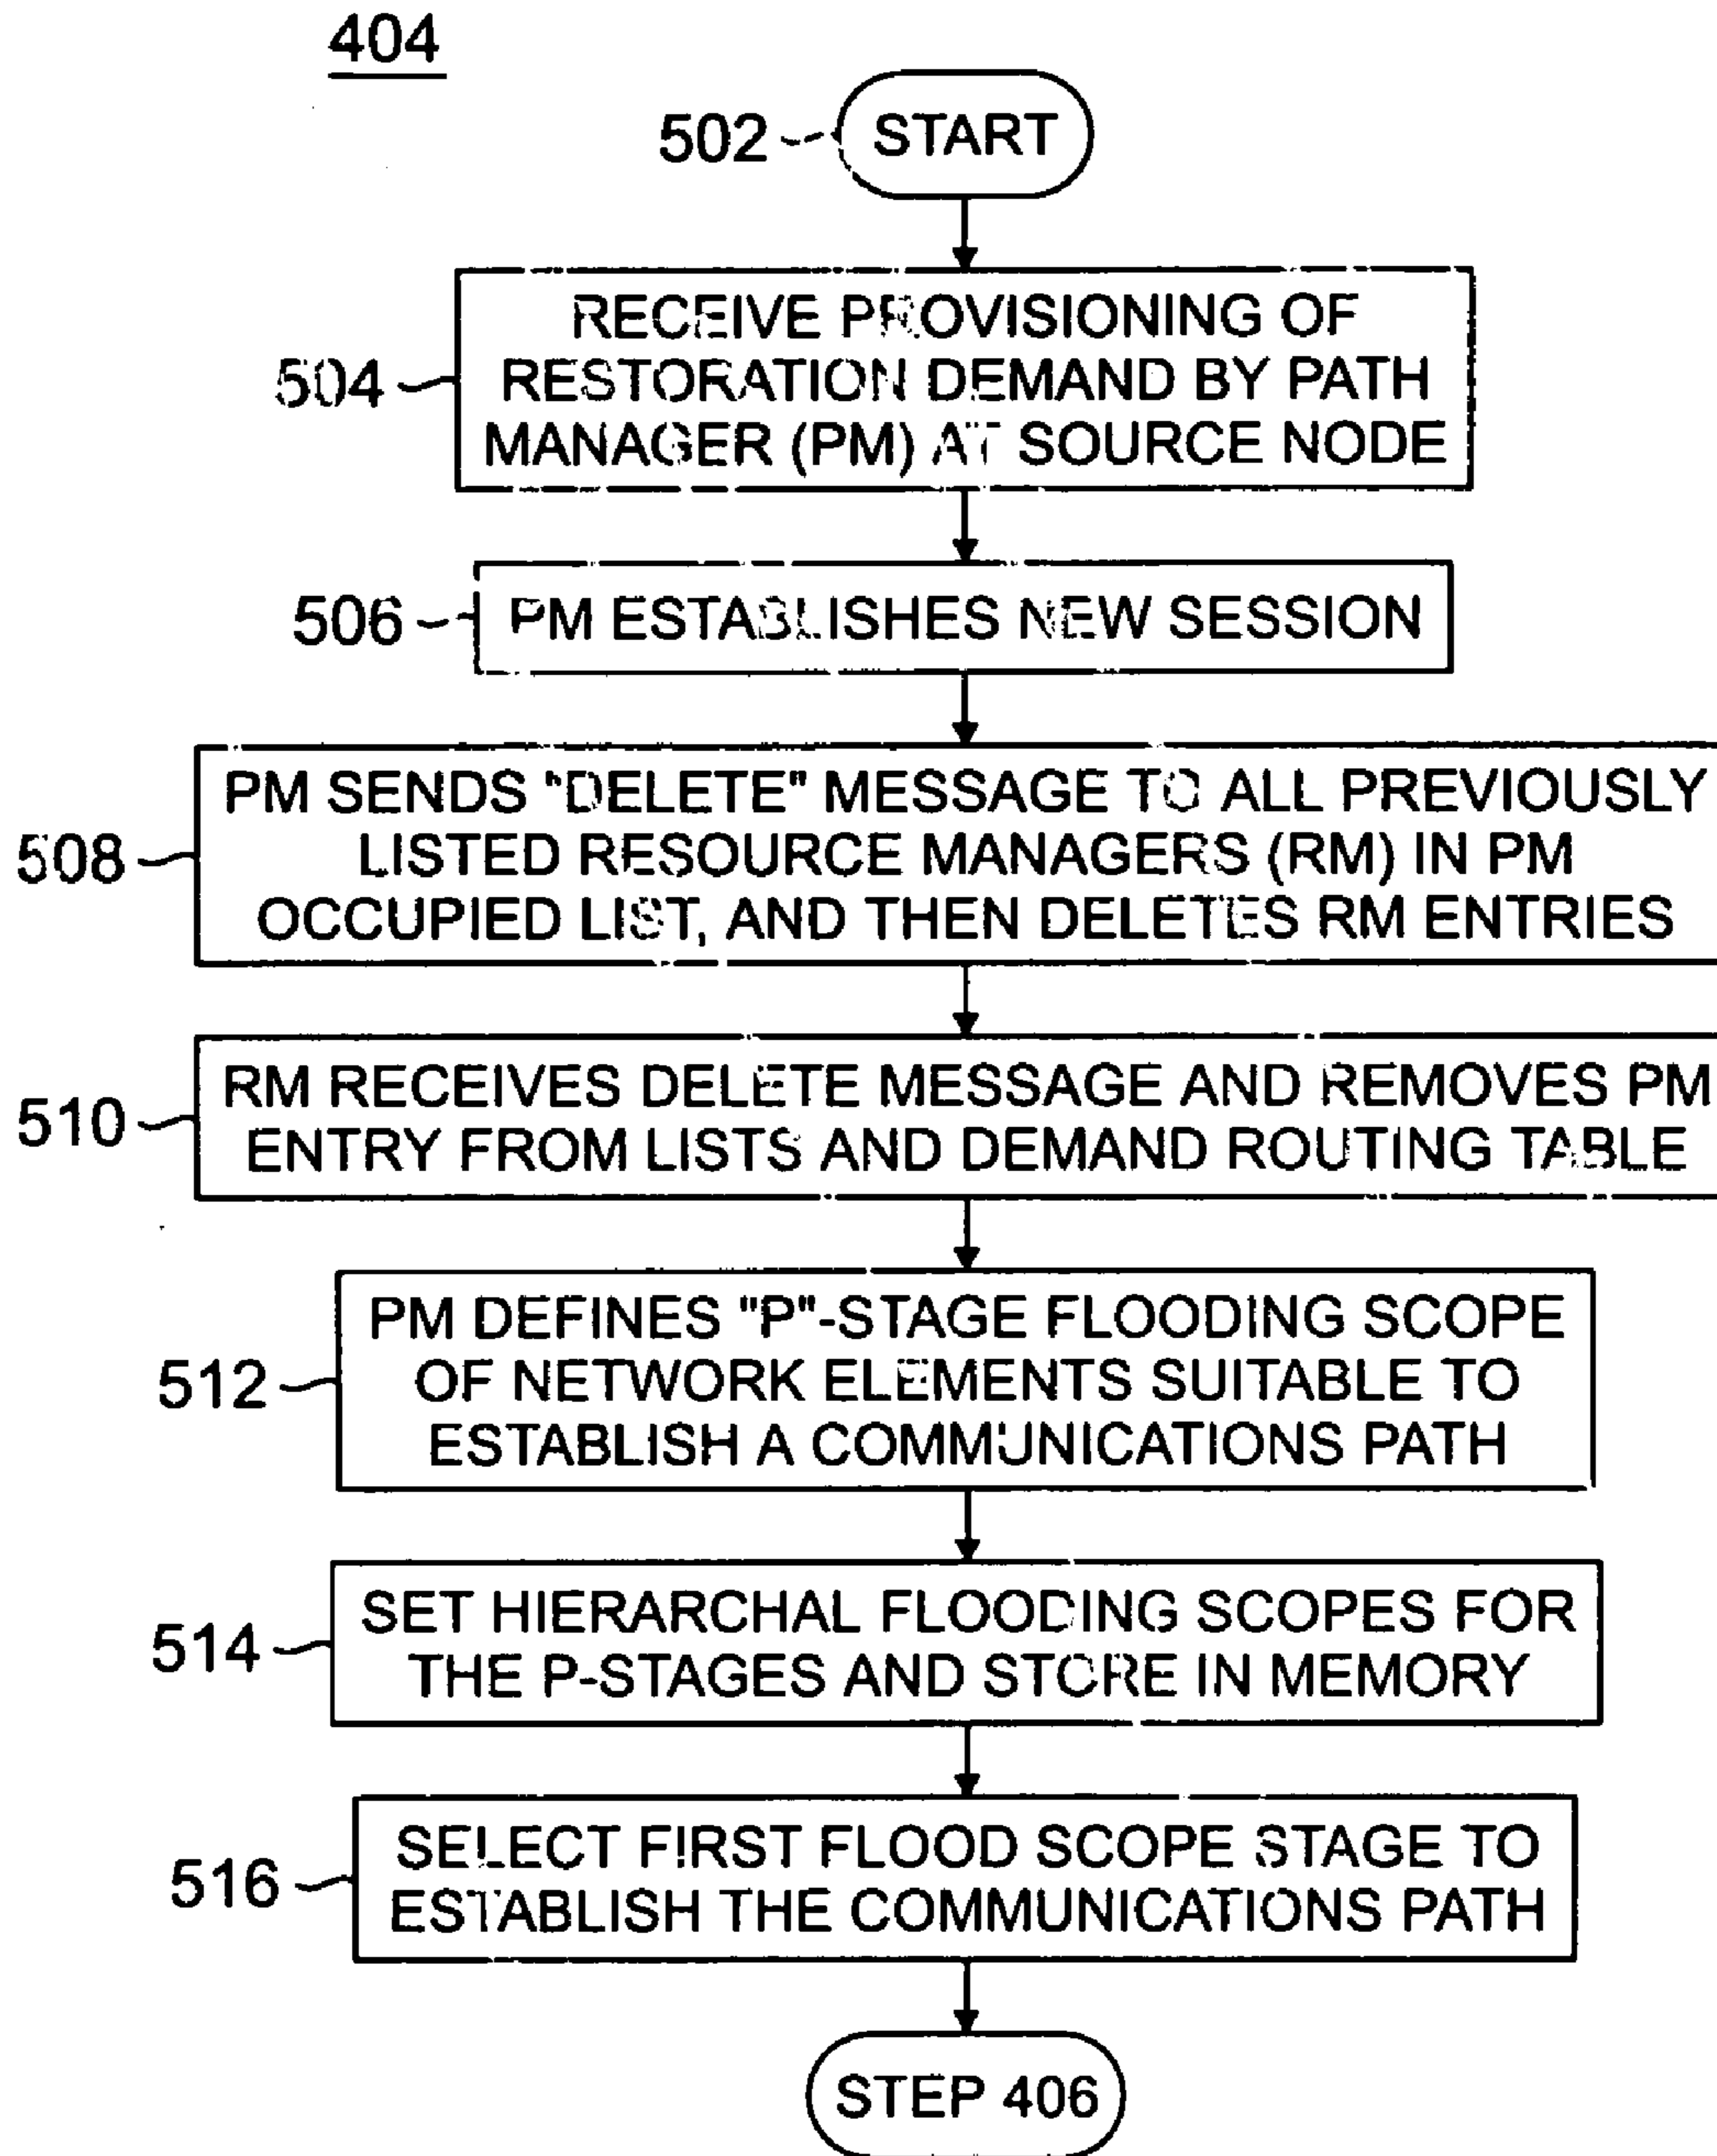 404
502 START
504 RECEIVE PROVISIONING OF
RESTORATION DEMAND BY PATH
MANAGER (PM) AT SOURCE NODE
506 PM ESTABLISHES NEW SESSION
508 PM SENDS "DELETE" MESSAGE TO ALL PREVIOUSLY
LISTED RESOURCE MANAGERS (RM) IN PM
OCCUPIED LIST, AND THEN DELETES RM ENTRIES
510 RM RECEIVES DELETE MESSAGE AND REMOVES PM
ENTRY FROM LISTS AND DEMAND ROUTING TABLE
512 PM DEFINES "P"-STAGE FLOODING SCOPE
OF NETWORK ELEMENTS SUITABLE TO
ESTABLISH A COMMUNICATIONS PATH
514 SET HIERARCHAL FLOODING SCOPES FOR
THE P-STAGES AND STORE IN MEMORY
516 SELECT FIRST FLOOD SCOPE STAGE TO
ESTABLISH THE COMMUNICATIONS PATH
STEP 406